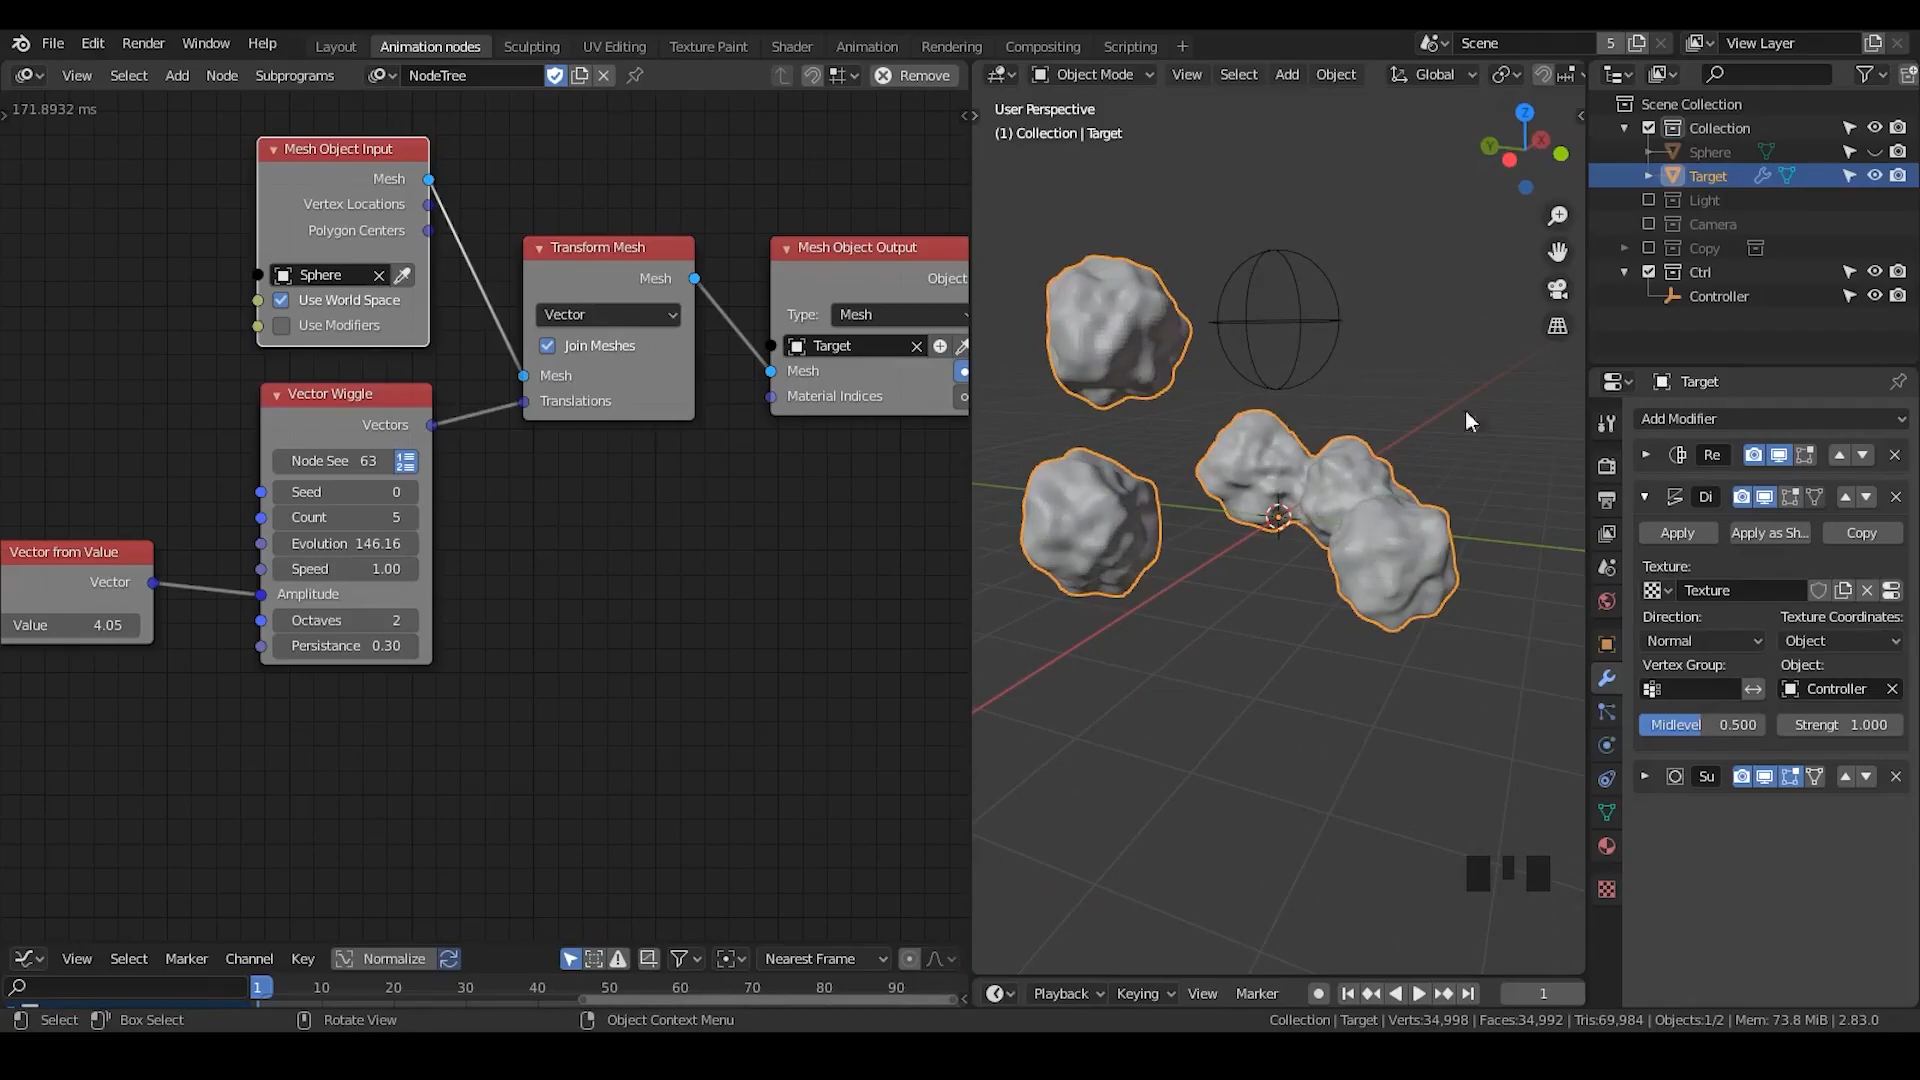 File Edit Render Window Help Layout Animation nodes Sculpting UV Editing Texture Paint Shader Animation Rendering Compositing Scripting + Scene 5 View Layer
View Select Add Node Subprograms NodeTree Remove
Object Mode View Select Add Object Global
171.8932 ms
Mesh Object Input
Mesh
Vertex Locations
Polygon Centers
Sphere
Use World Space
Use Modifiers
Transform Mesh
Mesh
Vector
Join Meshes
Mesh
Translations
Mesh Object Output
Object
Type: Mesh
Target
Mesh
Material Indices
Vector Wiggle
Vectors
Node See 63
Seed 0
Count 5
Evolution 146.16
Speed 1.00
Amplitude
Octaves 2
Persistance 0.30
Vector from Value
Vector
Value 4.05
User Perspective
(1) Collection | Target
Z
Y
X
Scene Collection
Collection
Sphere
Target
Light
Camera
Copy
Ctrl
Controller
Target
Add Modifier
Re
Di
Apply Apply as Sh... Copy
Texture:
Texture
Direction: Texture Coordinates:
Normal Object
Vertex Group: Object:
Controller
Midlevel 0.500 Strengt 1.000
Su
View Select Marker Channel Key Normalize Nearest Frame
1 10 20 30 40 50 60 70 80 90
Playback Keying View Marker 1
Select Box Select Rotate View Object Context Menu
Collection | Target | Verts:34,998 | Faces:34,992 | Tris:69,984 | Objects:1/2 | Mem: 73.8 MiB | 2.83.0